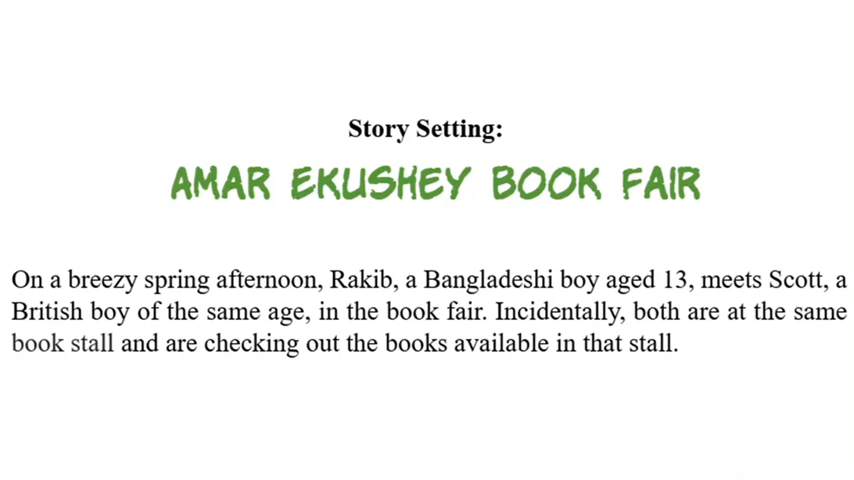 Story Setting:
AMAR EKUSHEY BOOK FAIR
On a breezy spring afternoon, Rakib, a Bangladeshi boy aged 13, meets Scott, a
British boy of the same age, in the book fair. Incidentally, both are at the same
book stall and are checking out the books available in that stall.